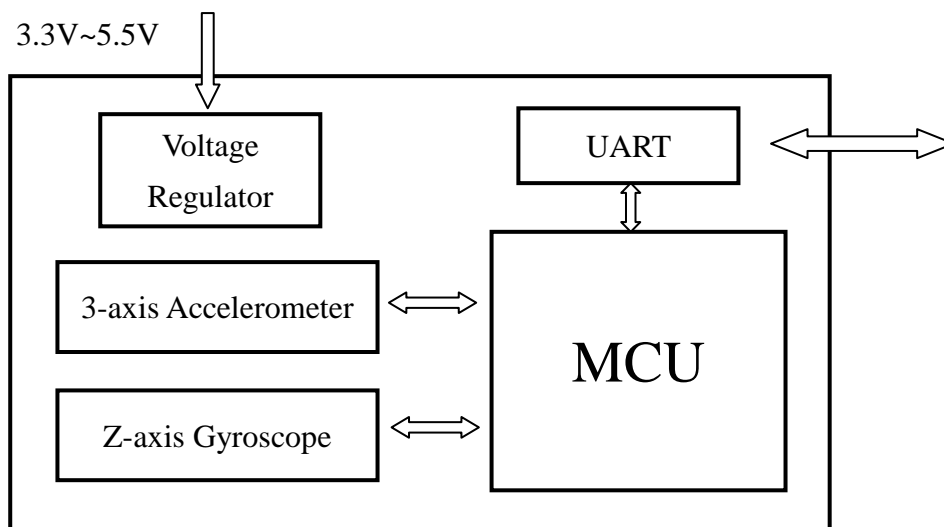 3.3V~5.5V
Voltage
Regulator
UART
3-axis Accelerometer
MCU
Z-axis Gyroscope